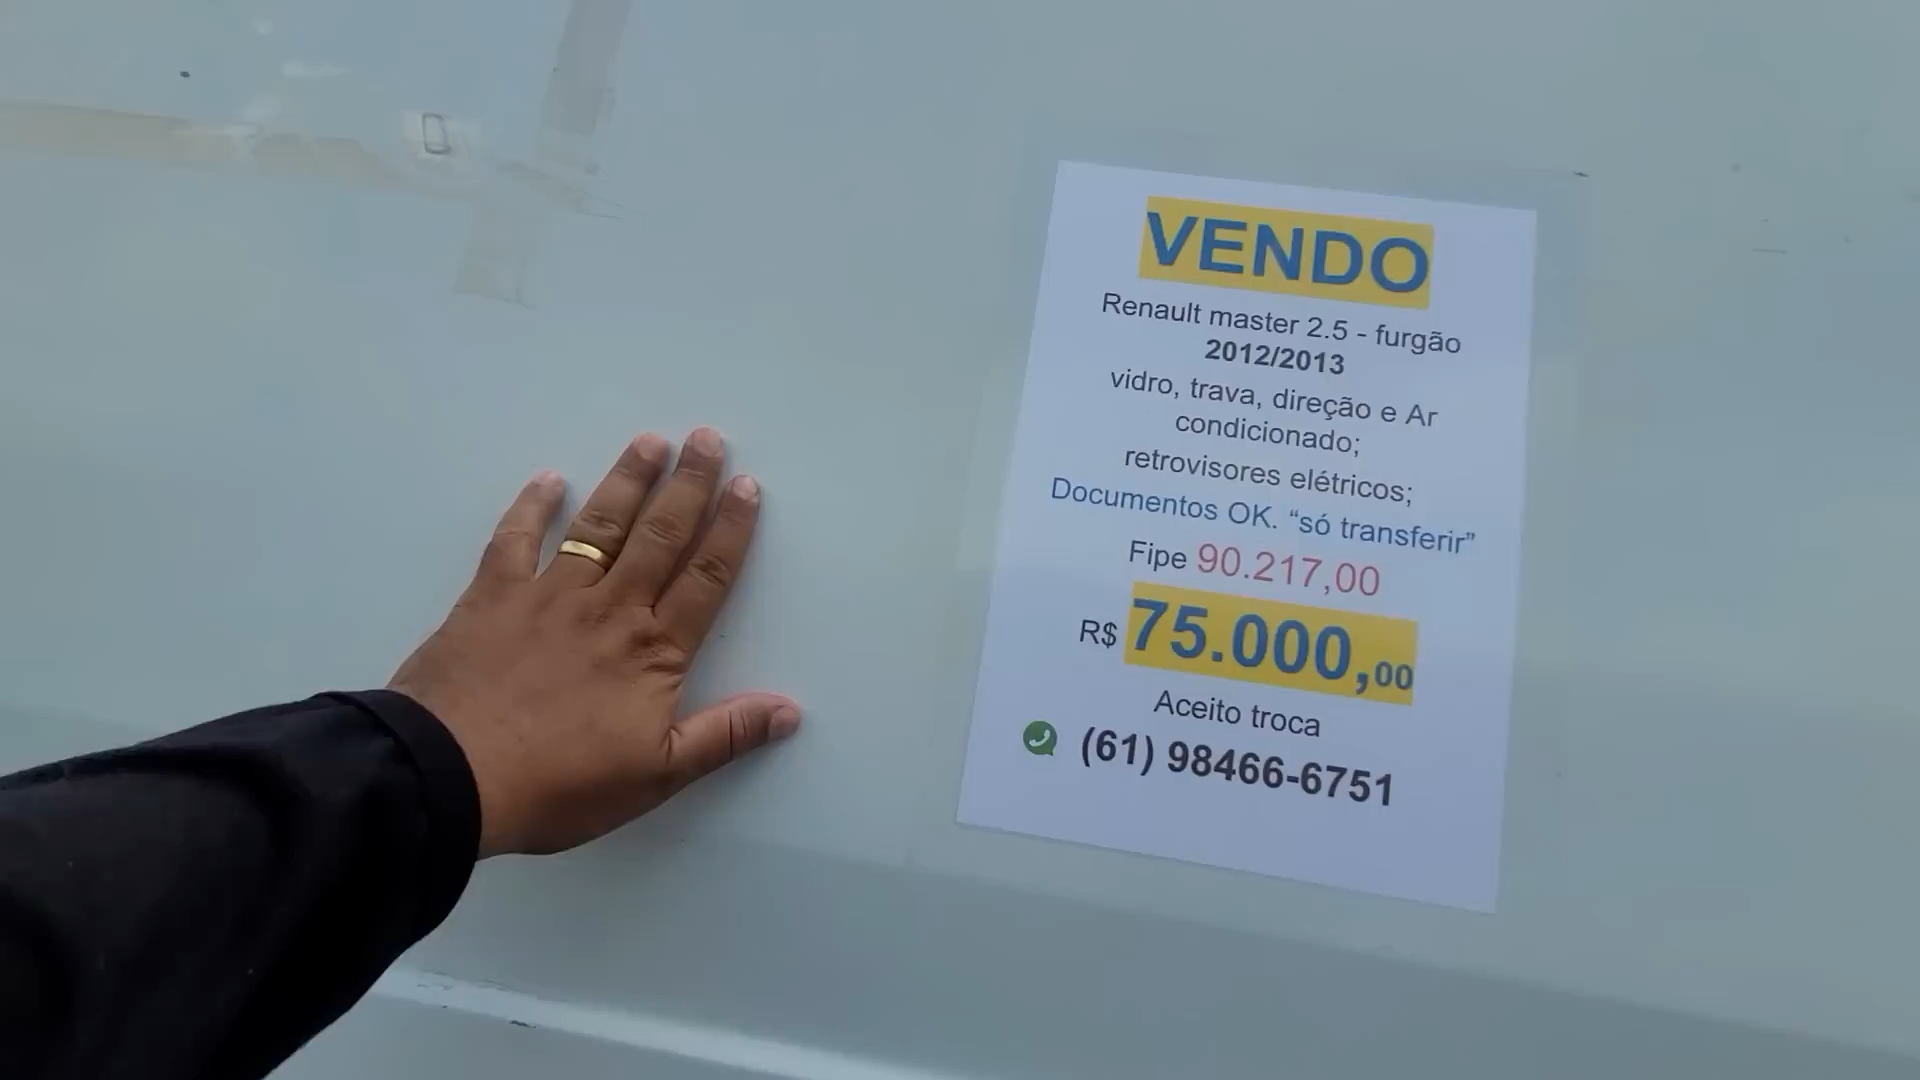 VENDO
Renault master 2.5 - furgão
2012/2013
vidro, trava, direção e Ar
condicionado;
retrovisores elétricos;
Documentos OK. “só transferir”
Fipe 90.217,00
R$ 75.000,00
Aceito troca
(61) 98466-6751